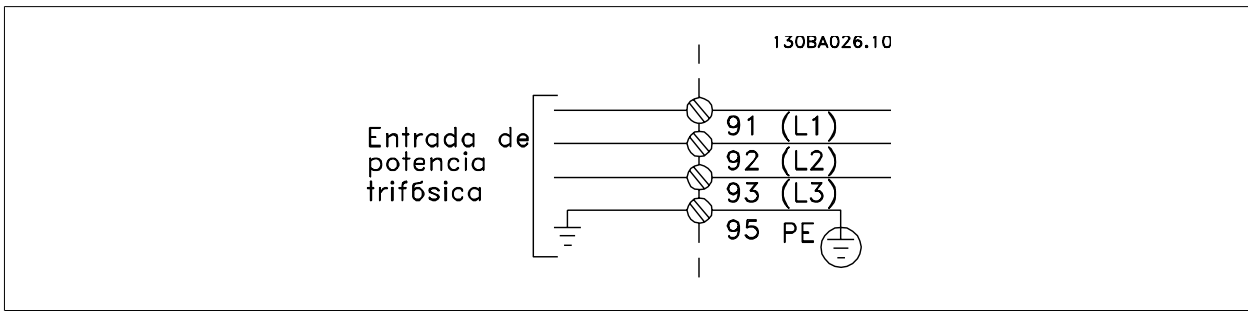 130BA026.10
Entrada de
potencia
trif6sica
91 (L1)
92 (L2)
93 (L3)
95 PE